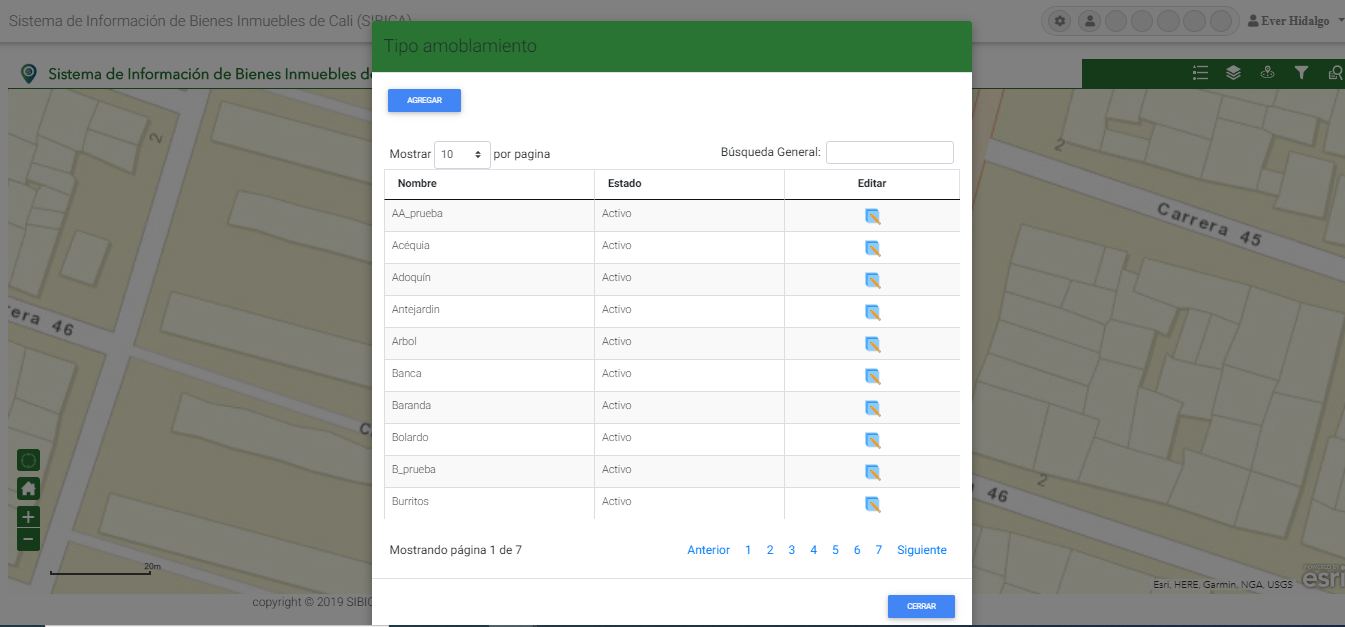 Sistema de Información de Bienes Inmuebles de Cali (SIBICA)
Ever Hidalgo
Sistema de Información de Bienes Inmuebles d
Tipo amoblamiento
AGREGAR
Mostrar 10 por pagina
Búsqueda General:
Nombre Estado Editar
AA_prueba Activo
Acéquia Activo
Adoquín Activo
Antejardin Activo
Arbol Activo
Banca Activo
Baranda Activo
Bolardo Activo
B_prueba Activo
Burritos Activo
Mostrando página 1 de 7
Anterior 1 2 3 4 5 6 7 Siguiente
CERRAR
2
2
Carrera 45
era 46
C
46
2
20m
Esri, HERE, Garmin, NGA, USGS
POWERED BY
esri
copyright © 2019 SIBIC